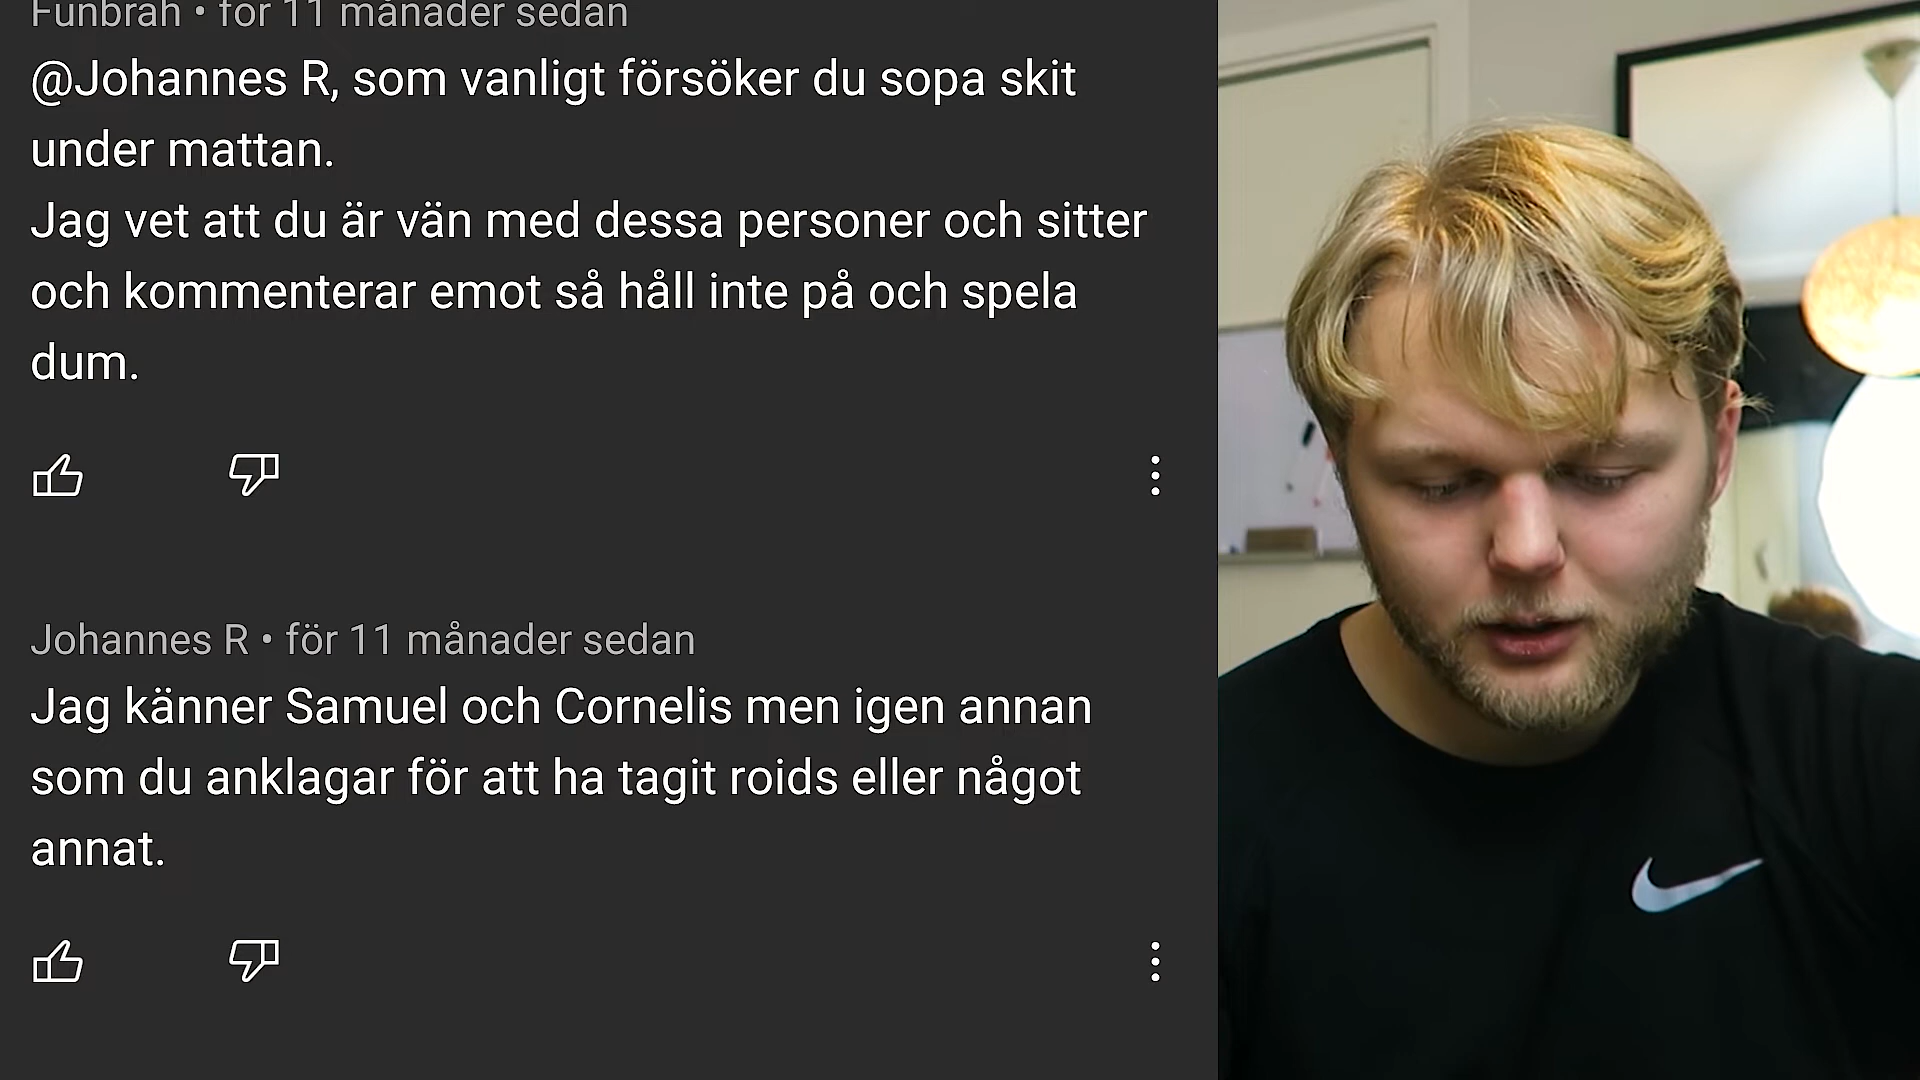 Funbrah • för 11 månader sedan
@Johannes R, som vanligt försöker du sopa skit
under mattan.
Jag vet att du är vän med dessa personer och sitter
och kommenterar emot så håll inte på och spela
dum.
Johannes R • för 11 månader sedan
Jag känner Samuel och Cornelis men igen annan
som du anklagar för att ha tagit roids eller något
annat.